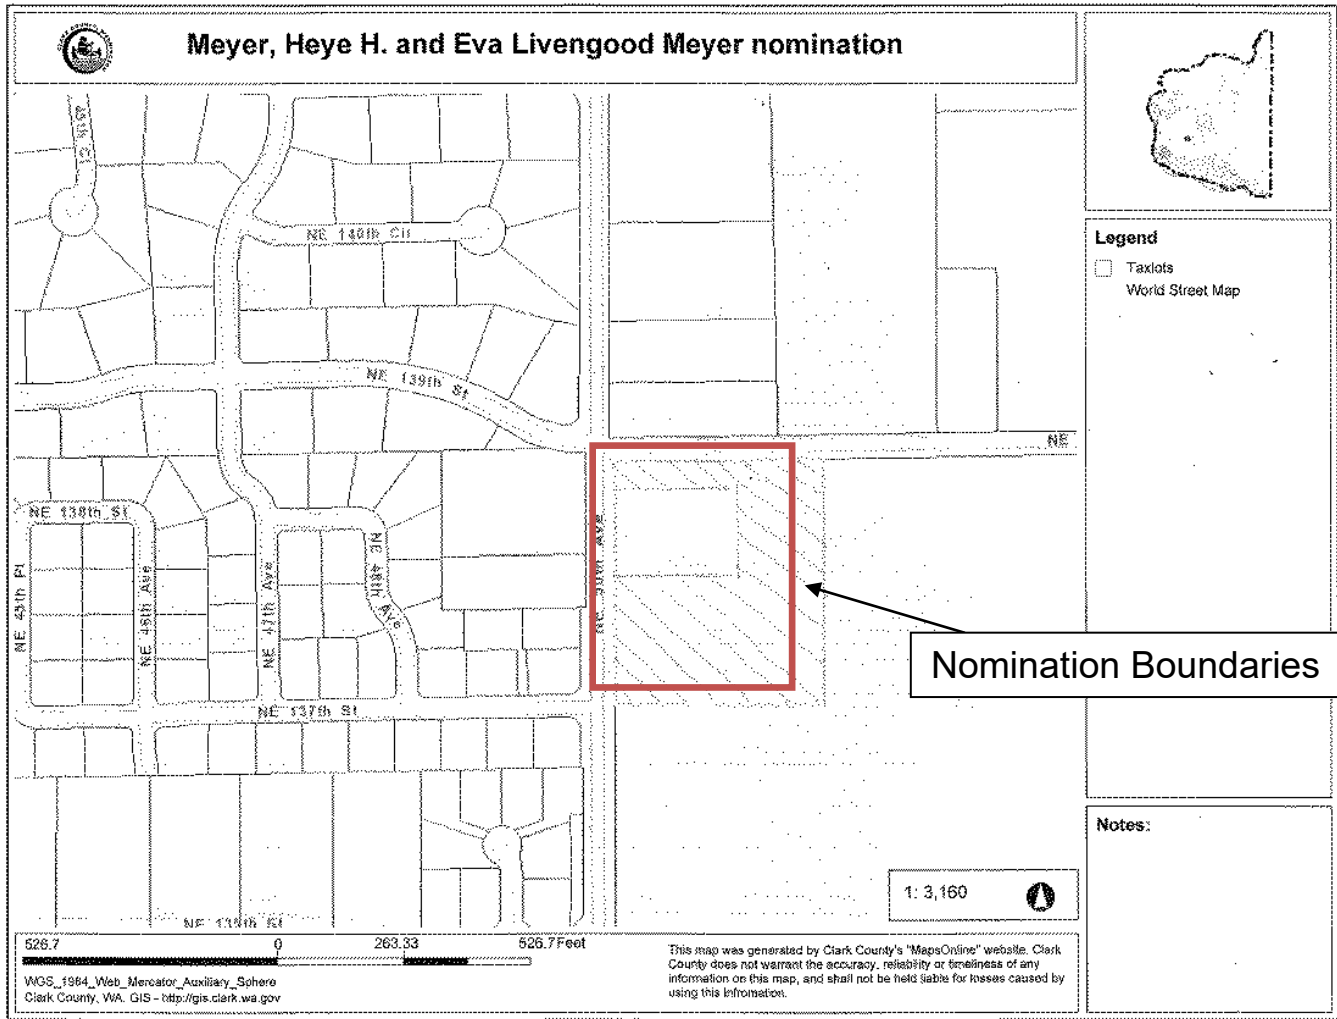 Meyer, Heye H. and Eva Livengood Meyer nomination
NE 140th Cir
NE 139th St
NE
NE 138th St
NE 48th Ave
NE 47th Ave
NE 46th Ave
NE 45th Pl
NE 50th Ave
NE 137th St
Nomination Boundaries
Legend
Taxlots
World Street Map
Notes:
1: 3,160
526.7 0 263.33 526.7 Feet
WGS_1984_Web_Mercator_Auxiliary_Sphere
Clark County, WA. GIS - http://gis.clark.wa.gov
This map was generated by Clark County's "MapsOnline" website. Clark
County does not warrant the accuracy, reliability or timeliness of any
information on this map, and shall not be held liable for losses caused by
using this infromation.